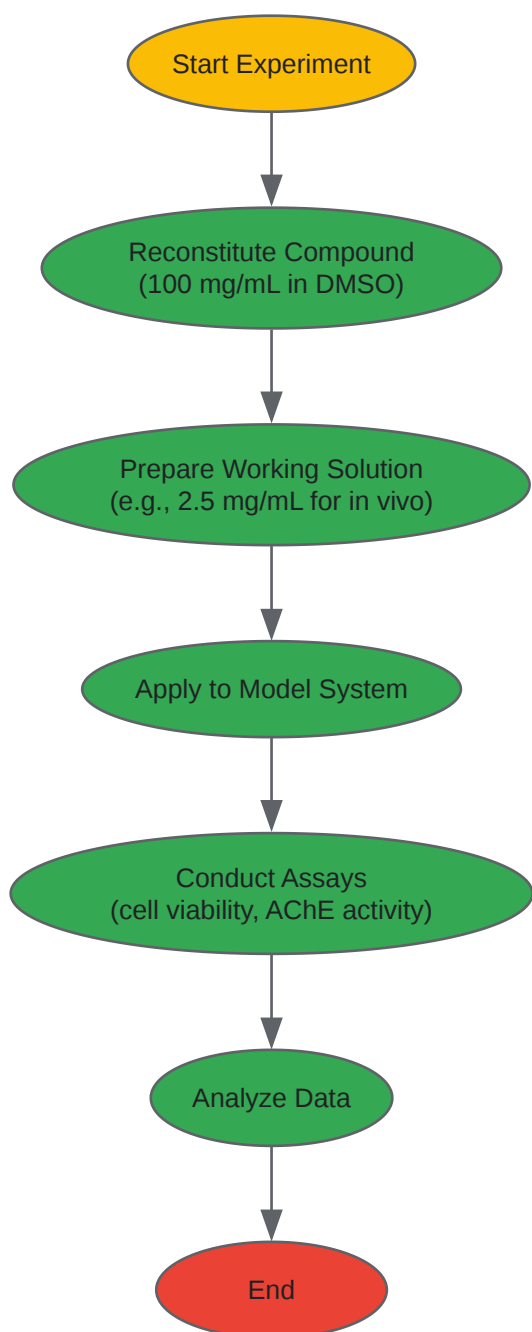 Start Experiment
Reconstitute Compound
(100 mg/mL in DMSO)
Prepare Working Solution
(e.g., 2.5 mg/mL for in vivo)
Apply to Model System
Conduct Assays
(cell viability, AChE activity)
Analyze Data
End